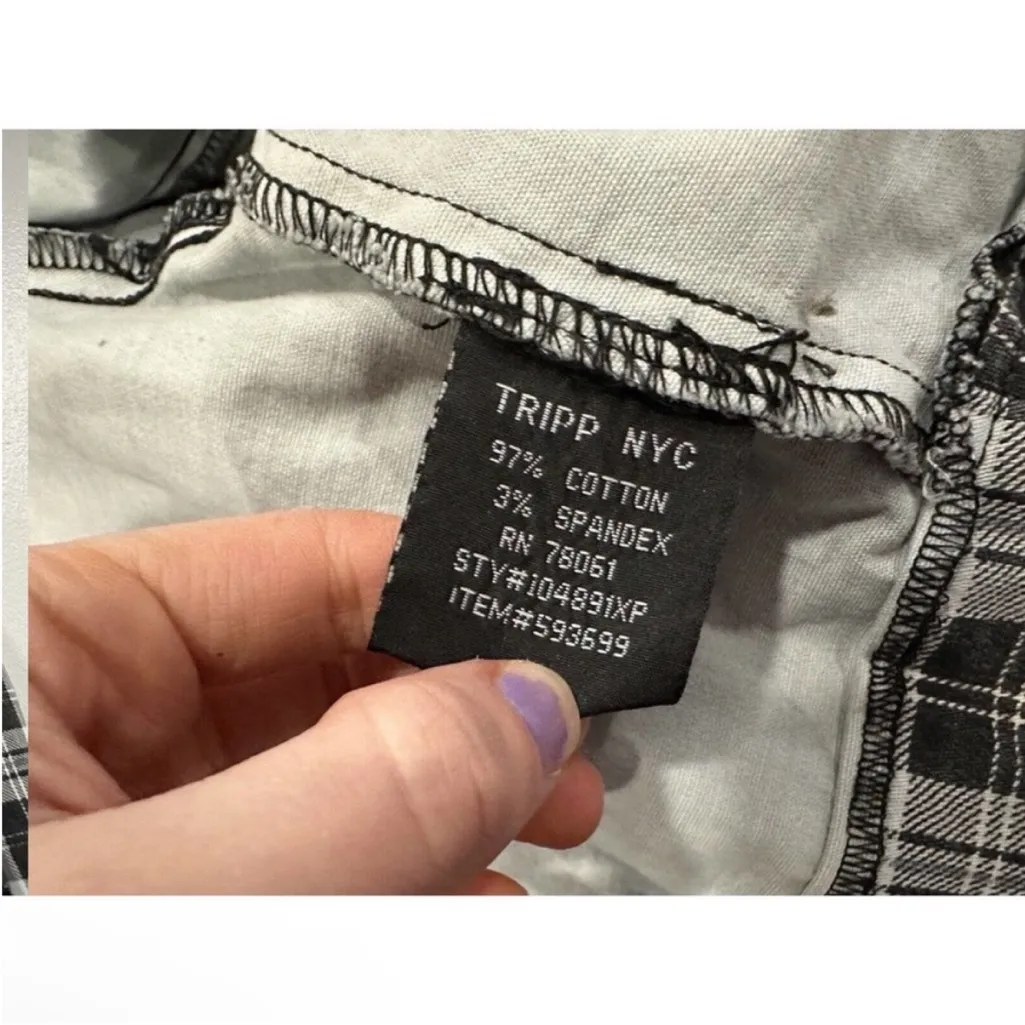 TRIPP NYC
97% COTTON
3% SPANDEX
RN 78061
STY#104891XP
ITEM#593699